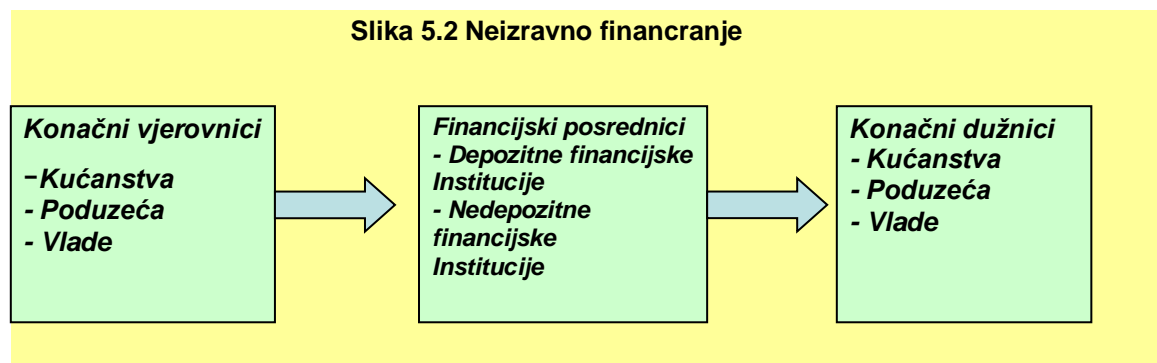 Slika 5.2 Neizravno financranje
Konačni vjerovnici
-Kućanstva
- Poduzeća
- Vlade
Financijski posrednici
- Depozitne financijske
Institucije
- Nedepozitne
financijske
Institucije
Konačni dužnici
- Kućanstva
- Poduzeća
- Vlade